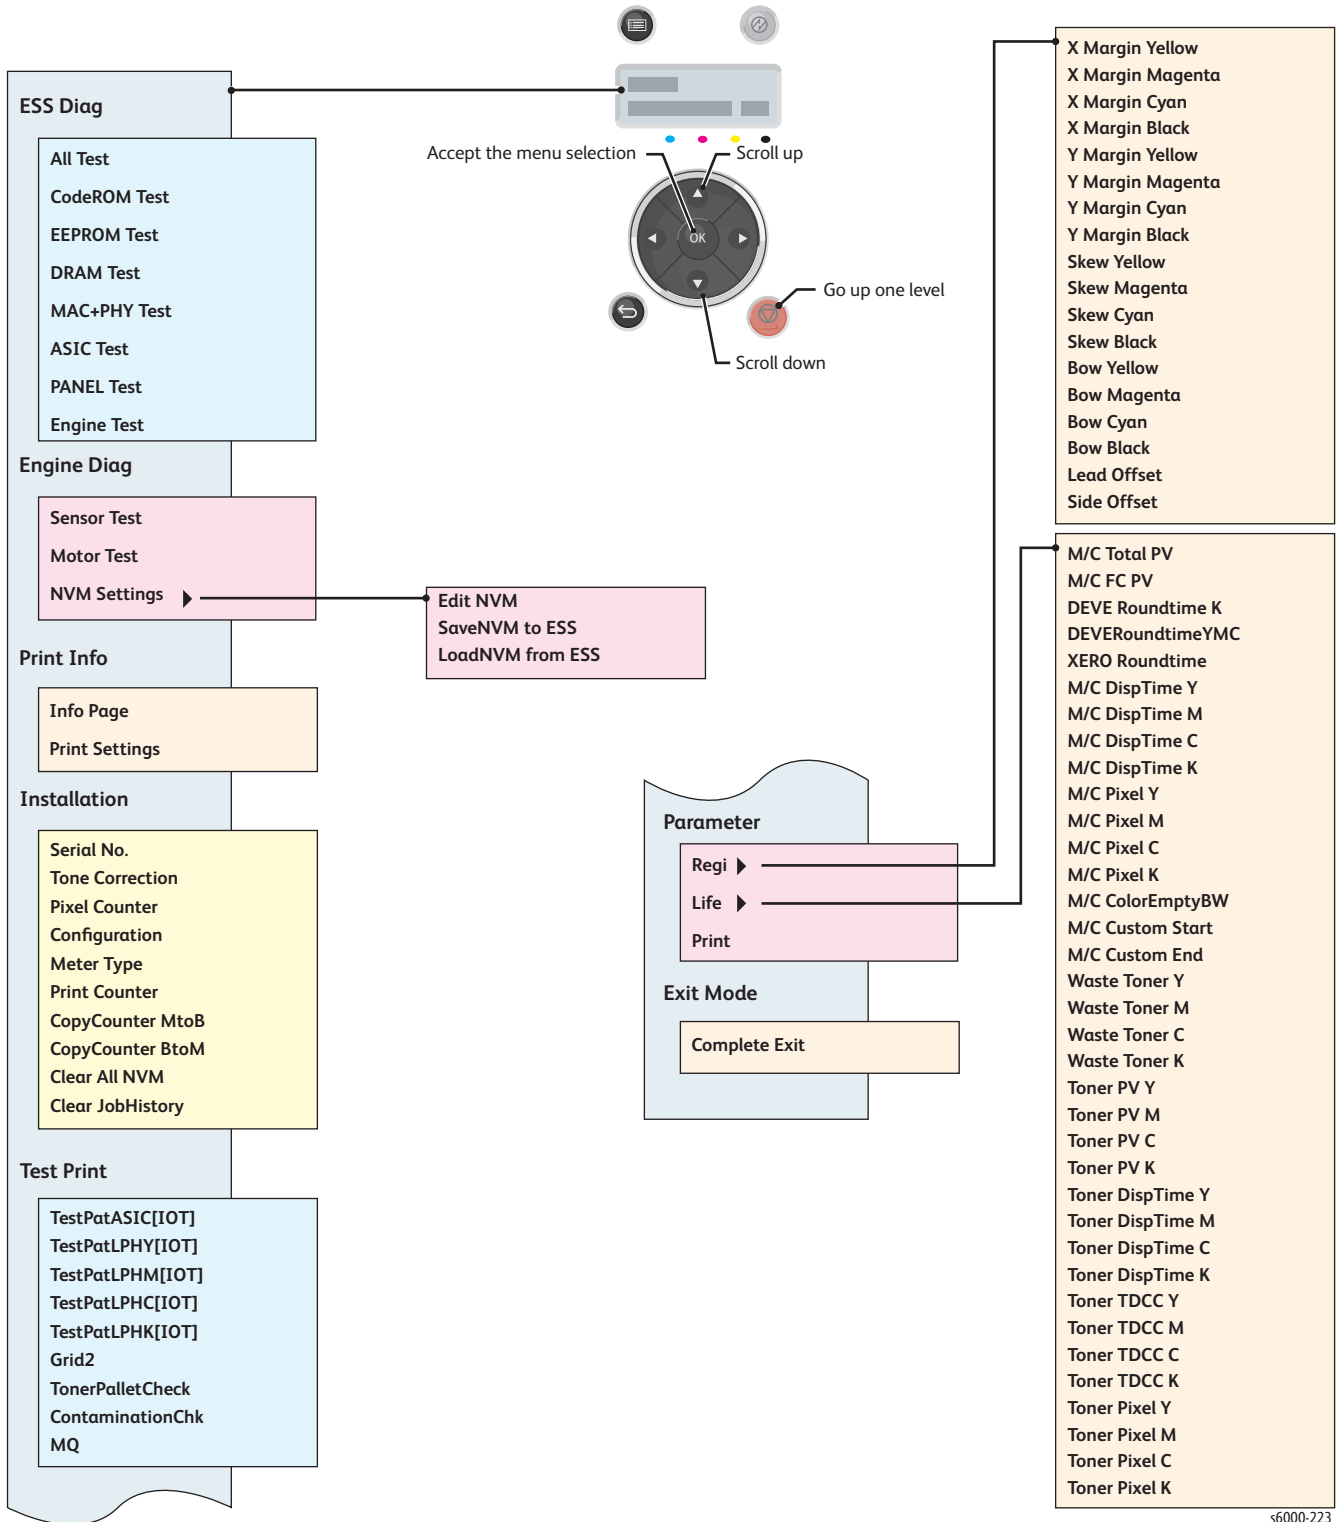 ESS Diag
All Test
CodeROM Test
EEPROM Test
DRAM Test
MAC+PHY Test
ASIC Test
PANEL Test
Engine Test
Engine Diag
Sensor Test
Motor Test
NVM Settings
Edit NVM
SaveNVM to ESS
LoadNVM from ESS
Print Info
Info Page
Print Settings
Installation
Serial No.
Tone Correction
Pixel Counter
Configuration
Meter Type
Print Counter
CopyCounter MtoB
CopyCounter BtoM
Clear All NVM
Clear JobHistory
Test Print
TestPatASIC[IOT]
TestPatLPHY[IOT]
TestPatLPHM[IOT]
TestPatLPHC[IOT]
TestPatLPHK[IOT]
Grid2
TonerPalletCheck
ContaminationChk
MQ
Accept the menu selection
Scroll up
OK
Go up one level
Scroll down
Parameter
Regi
Life
Print
Exit Mode
Complete Exit
X Margin Yellow
X Margin Magenta
X Margin Cyan
X Margin Black
Y Margin Yellow
Y Margin Magenta
Y Margin Cyan
Y Margin Black
Skew Yellow
Skew Magenta
Skew Cyan
Skew Black
Bow Yellow
Bow Magenta
Bow Cyan
Bow Black
Lead Offset
Side Offset
M/C Total PV
M/C FC PV
DEVE Roundtime K
DEVERoundtimeYMC
XERO Roundtime
M/C DispTime Y
M/C DispTime M
M/C DispTime C
M/C DispTime K
M/C Pixel Y
M/C Pixel M
M/C Pixel C
M/C Pixel K
M/C ColorEmptyBW
M/C Custom Start
M/C Custom End
Waste Toner Y
Waste Toner M
Waste Toner C
Waste Toner K
Toner PV Y
Toner PV M
Toner PV C
Toner PV K
Toner DispTime Y
Toner DispTime M
Toner DispTime C
Toner DispTime K
Toner TDCC Y
Toner TDCC M
Toner TDCC C
Toner TDCC K
Toner Pixel Y
Toner Pixel M
Toner Pixel C
Toner Pixel K
s6000-223